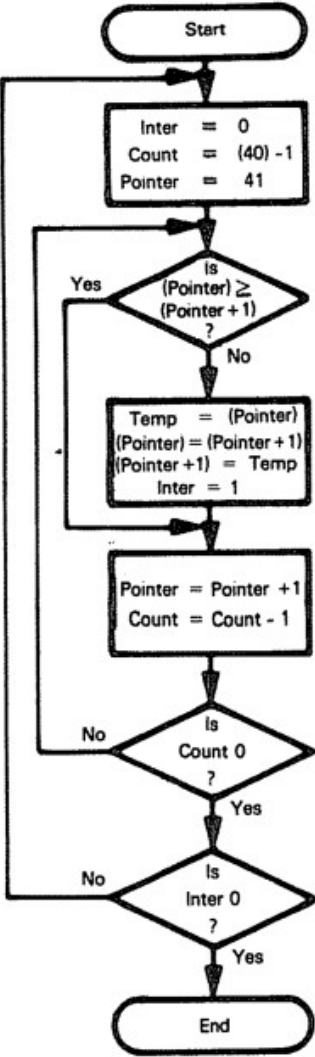 Start
Inter = 0
Count = (40) - 1
Pointer = 41
Is
(Pointer) ≥
(Pointer + 1)
?
Yes
No
Temp = (Pointer)
(Pointer) = (Pointer + 1)
(Pointer + 1) = Temp
Inter = 1
Pointer = Pointer + 1
Count = Count - 1
Is
Count 0
?
No
Yes
Is
Inter 0
?
No
Yes
End